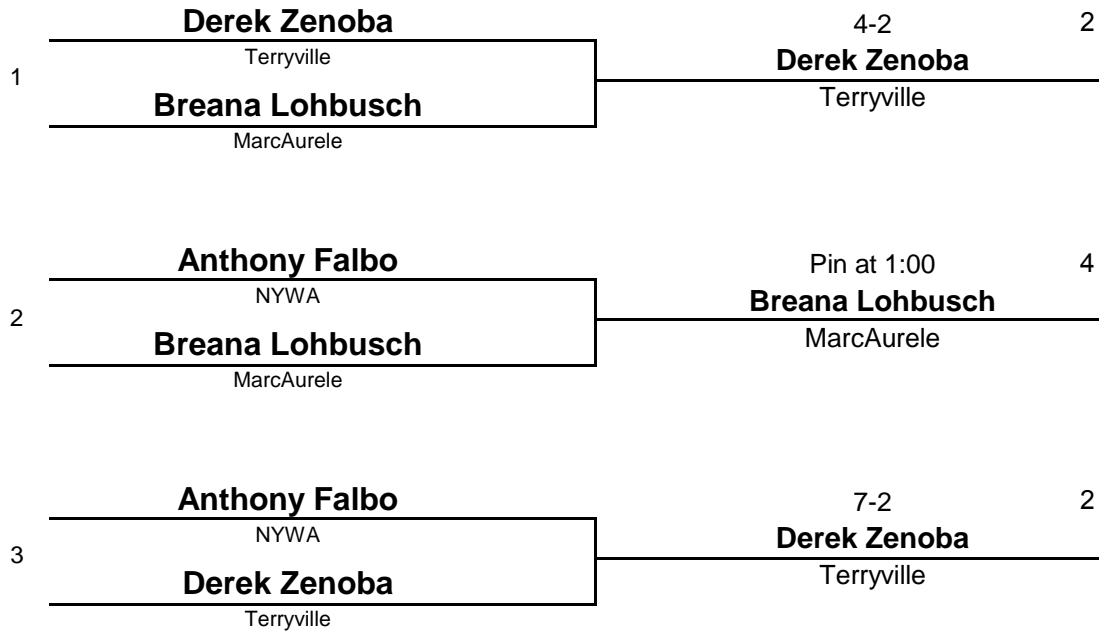 Derek Zenoba
4-2
2
Terryville
Derek Zenoba
1
Breana Lohbusch
Terryville
MarcAurele
Anthony Falbo
Pin at 1:00
4
NYWA
Breana Lohbusch
2
Breana Lohbusch
MarcAurele
MarcAurele
Anthony Falbo
7-2
2
NYWA
Derek Zenoba
3
Derek Zenoba
Terryville
Terryville